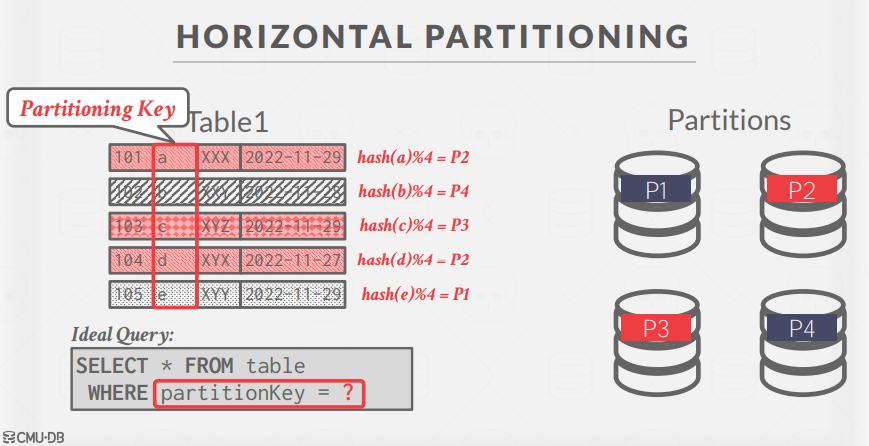 HORIZONTAL PARTITIONING
Partitioning Key
Table1
101 a XXX 2022-11-29 hash(a)%4 = P2
102 b XXY 2022-11-28 hash(b)%4 = P4
103 c XYZ 2022-11-29 hash(c)%4 = P3
104 d XYX 2022-11-27 hash(d)%4 = P2
105 e XYY 2022-11-29 hash(e)%4 = P1
Ideal Query:
SELECT * FROM table
WHERE partitionKey = ?
Partitions
P1 P2
P3 P4
CMU-DB